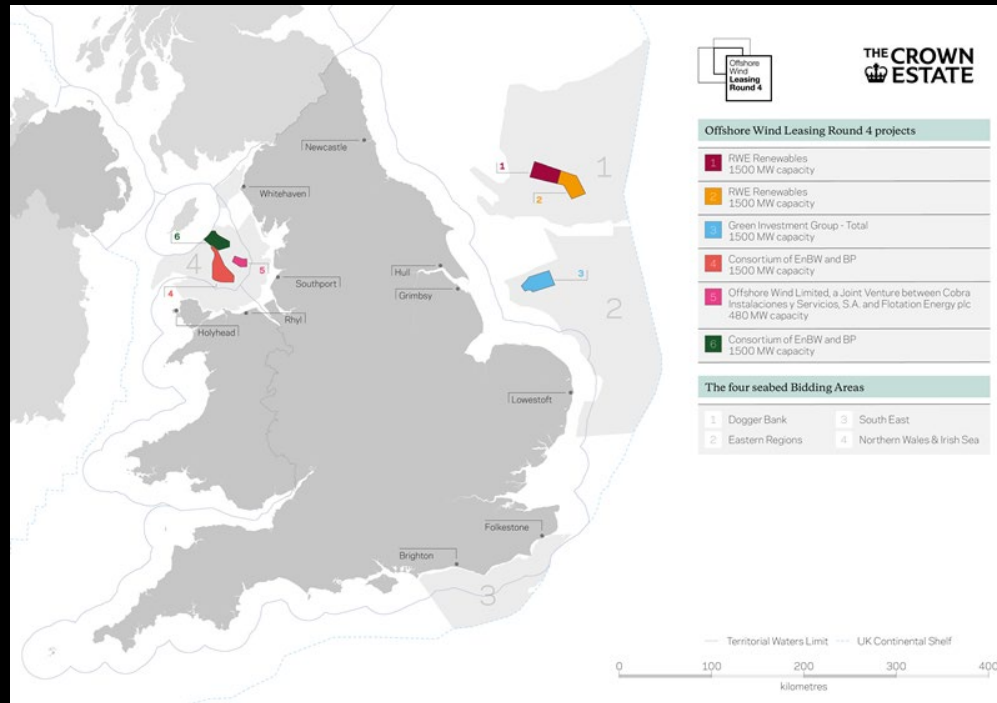 Offshore
Wind
Leasing
Round 4
THE CROWN
ESTATE
Offshore Wind Leasing Round 4 projects
1 RWE Renewables
1500 MW capacity
2 RWE Renewables
1500 MW capacity
3 Green Investment Group - Total
1500 MW capacity
4 Consortium of EnBW and BP
1500 MW capacity
5 Offshore Wind Limited, a Joint Venture between Cobra
Instalaciones y Servicios, S.A. and Flotation Energy plc
480 MW capacity
6 Consortium of EnBW and BP
1500 MW capacity
The four seabed Bidding Areas
1 Dogger Bank
2 Eastern Regions
3 South East
4 Northern Wales & Irish Sea
Newcastle
1
1
2
Whitehaven
6
4
5
Southport
4
Rhyl
Holyhead
Hull
Grimsby
3
2
Lowestoft
Folkestone
Brighton
3
Territorial Waters Limit
UK Continental Shelf
0 100 200 300 400
kilometres